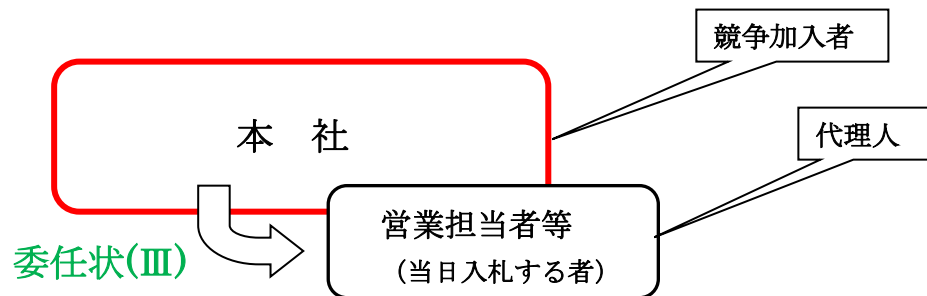 競争加入者
本 社
代理人
営業担当者等
(当日入札する者)
委任状(Ⅲ)